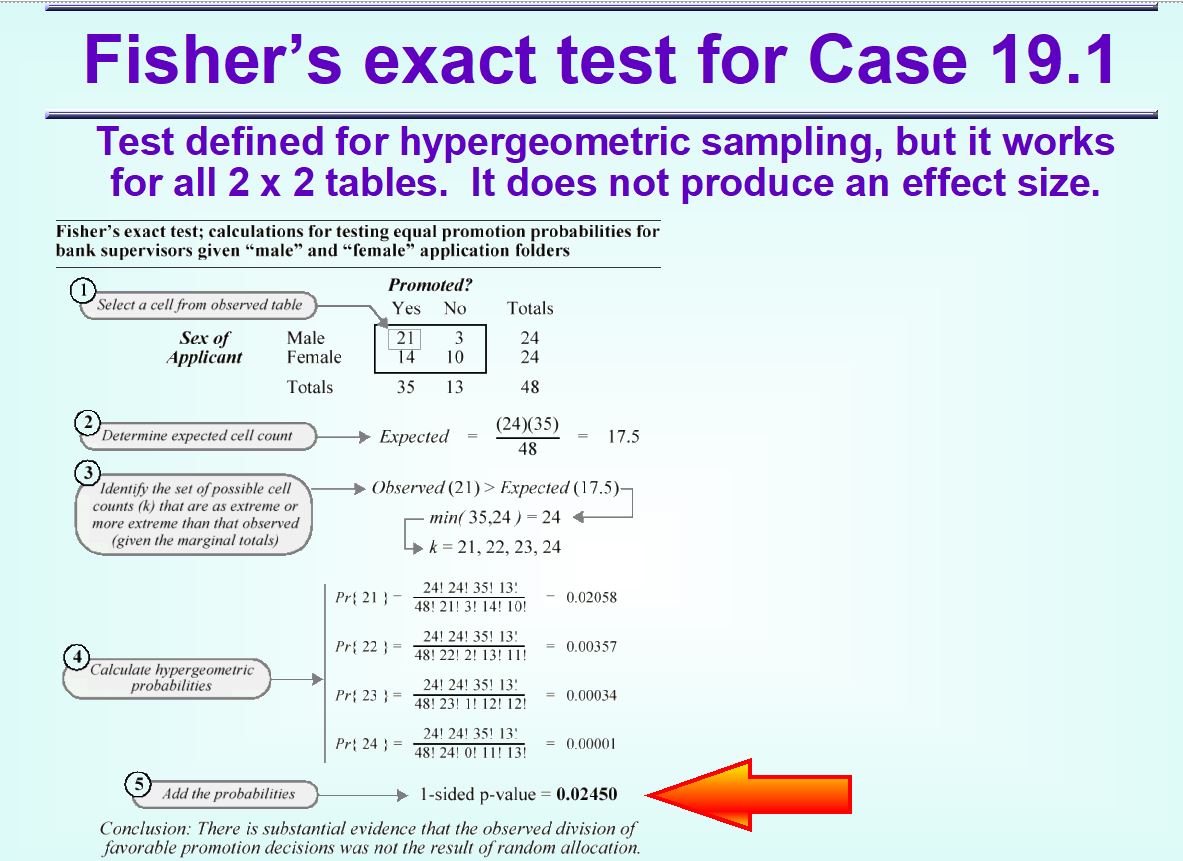 Fisher’s exact test for Case 19.1
Test defined for hypergeometric sampling, but it works
for all 2 x 2 tables.  It does not produce an effect size.
Fisher’s exact test; calculations for testing equal promotion probabilities for
bank supervisors given “male” and “female” application folders
1
Select a cell from observed table
Promoted?
Yes No Totals
Sex of Male 21 3 24
Applicant Female 14 10 24
Totals 35 13 48
2
Determine expected cell count
Expected = (24)(35) / 48 = 17.5
3
Identify the set of possible cell
counts (k) that are as extreme or
more extreme than that observed
(given the marginal totals)
Observed (21) > Expected (17.5)
min( 35,24 ) = 24
k = 21, 22, 23, 24
4
Calculate hypergeometric
probabilities
Pr{ 21 } = 24! 24! 35! 13! / 48! 21! 3! 14! 10! = 0.02058
Pr{ 22 } = 24! 24! 35! 13! / 48! 22! 2! 13! 11! = 0.00357
Pr{ 23 } = 24! 24! 35! 13! / 48! 23! 1! 12! 12! = 0.00034
Pr{ 24 } = 24! 24! 35! 13! / 48! 24! 0! 11! 13! = 0.00001
5
Add the probabilities
1-sided p-value = 0.02450
Conclusion: There is substantial evidence that the observed division of
favorable promotion decisions was not the result of random allocation.